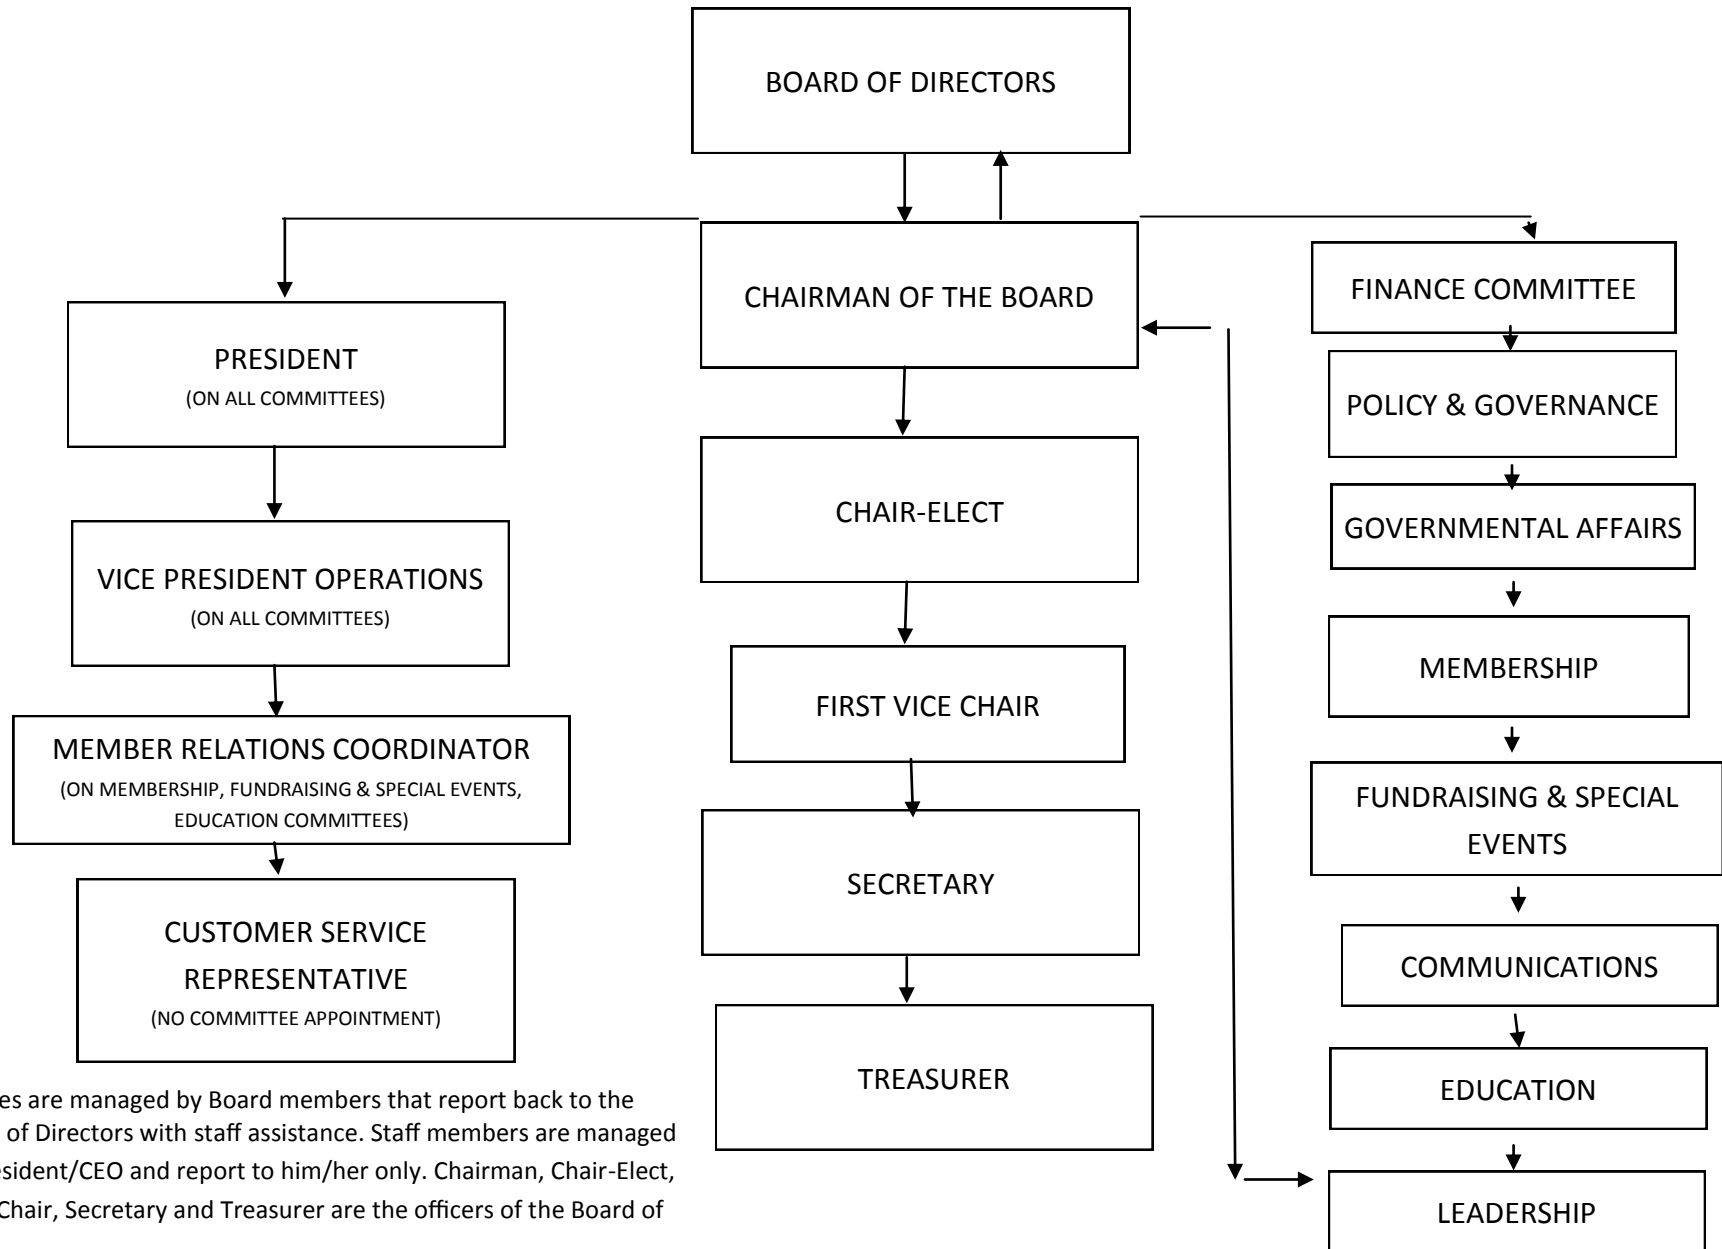 BOARD OF DIRECTORS
CHAIRMAN OF THE BOARD
FINANCE COMMITTEE
PRESIDENT
(ON ALL COMMITTEES)
POLICY & GOVERNANCE
CHAIR-ELECT
GOVERNMENTAL AFFAIRS
VICE PRESIDENT OPERATIONS
(ON ALL COMMITTEES)
MEMBERSHIP
FIRST VICE CHAIR
MEMBER RELATIONS COORDINATOR
(ON MEMBERSHIP, FUNDRAISING & SPECIAL EVENTS,
EDUCATION COMMITTEES)
FUNDRAISING & SPECIAL
EVENTS
SECRETARY
CUSTOMER SERVICE
REPRESENTATIVE
(NO COMMITTEE APPOINTMENT)
COMMUNICATIONS
TREASURER
EDUCATION
LEADERSHIP
are managed by Board members that report back to the
of Directors with staff assistance. Staff members are managed
and report to him/her only. Chairman, Chair-Elect,
Chair, Secretary and Treasurer are the officers of the Board of